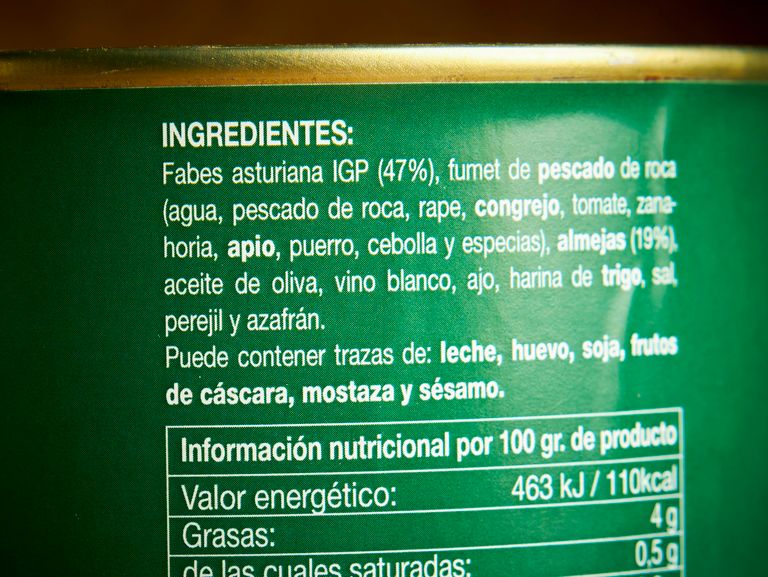 INGREDIENTES:
Fabes asturiana IGP (47%), fumet de pescado de roca
(agua, pescado de roca, rape, congrejo, tomate, zana-
horia, apio, puerro, cebolla y especias), almejas (19%),
aceite de oliva, vino blanco, ajo, harina de trigo, sal,
perejil y azafrán.
Puede contener trazas de: leche, huevo, soja, frutos
de cáscara, mostaza y sésamo.
Información nutricional por 100 gr. de producto
Valor energético: 463 kJ / 110kcal
Grasas: 4 g
de las cuales saturadas: 0,5 g